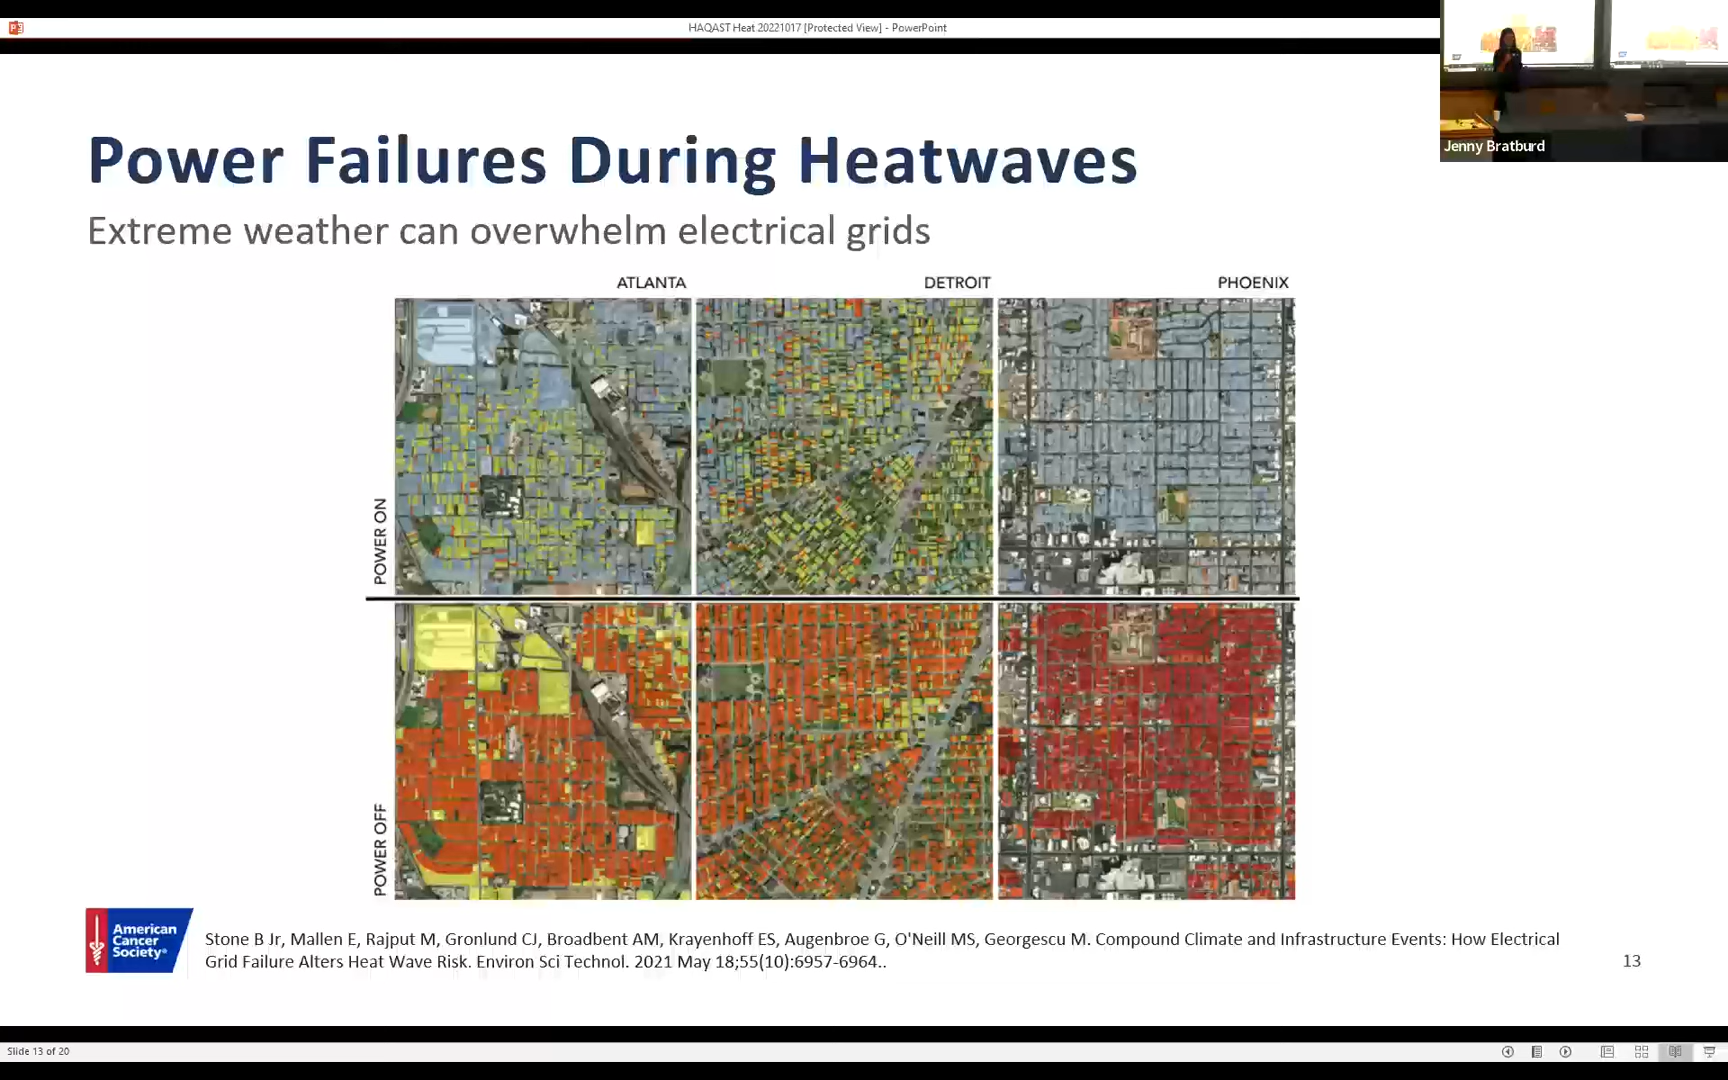 HAQAST Heat 20221017 [Protected View] - PowerPoint
Jenny Bratburd
Power Failures During Heatwaves
Extreme weather can overwhelm electrical grids
ATLANTA
DETROIT
PHOENIX
POWER ON
POWER OFF
American
Cancer
Society®
Stone B Jr, Mallen E, Rajput M, Gronlund CJ, Broadbent AM, Krayenhoff ES, Augenbroe G, O'Neill MS, Georgescu M. Compound Climate and Infrastructure Events: How Electrical
Grid Failure Alters Heat Wave Risk. Environ Sci Technol. 2021 May 18;55(10):6957-6964..
13
Slide 13 of 20